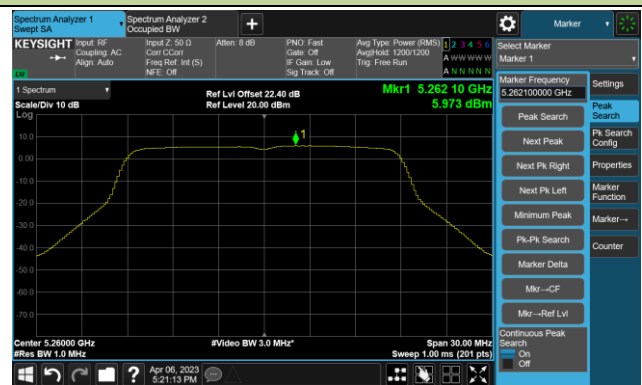 Spectrum Analyzer 1
Swept SA
Spectrum Analyzer 2
Occupied BW
Marker
KEYSIGHT
Input: RF
Coupling: AC
Align: Auto
Input Z: 50 Ω
Corr CCorr
Freq Ref: Int (S)
NFE: Off
Atten: 8 dB
PNO: Fast
Gate: Off
IF Gain: Low
Sig Track: Off
Avg Type: Power (RMS)
Avg|Hold: 1200/1200
Trig: Free Run
1 2 3 4 5 6
A W W W W W
A N N N N N
LW
Select Marker
Marker 1
1 Spectrum
Scale/Div 10 dB
Log
Ref Lvl Offset 22.40 dB
Ref Level 20.00 dBm
Mkr1 5.262 10 GHz
5.973 dBm
1
10.0
0.00
-10.0
-20.0
-30.0
-40.0
-50.0
-60.0
-70.0
Center 5.26000 GHz
#Res BW 1.0 MHz
#Video BW 3.0 MHz*
Span 30.00 MHz
Sweep 1.00 ms (201 pts)
Marker Frequency
5.262100000 GHz
Peak Search
Next Peak
Next Pk Right
Next Pk Left
Minimum Peak
Pk-Pk Search
Marker Delta
Mkr→CF
Mkr→Ref Lvl
Continuous Peak
Search
On
Off
Settings
Peak
Search
Pk Search
Config
Properties
Marker
Function
Marker→
Counter
?
Apr 06, 2023
5:21:13 PM